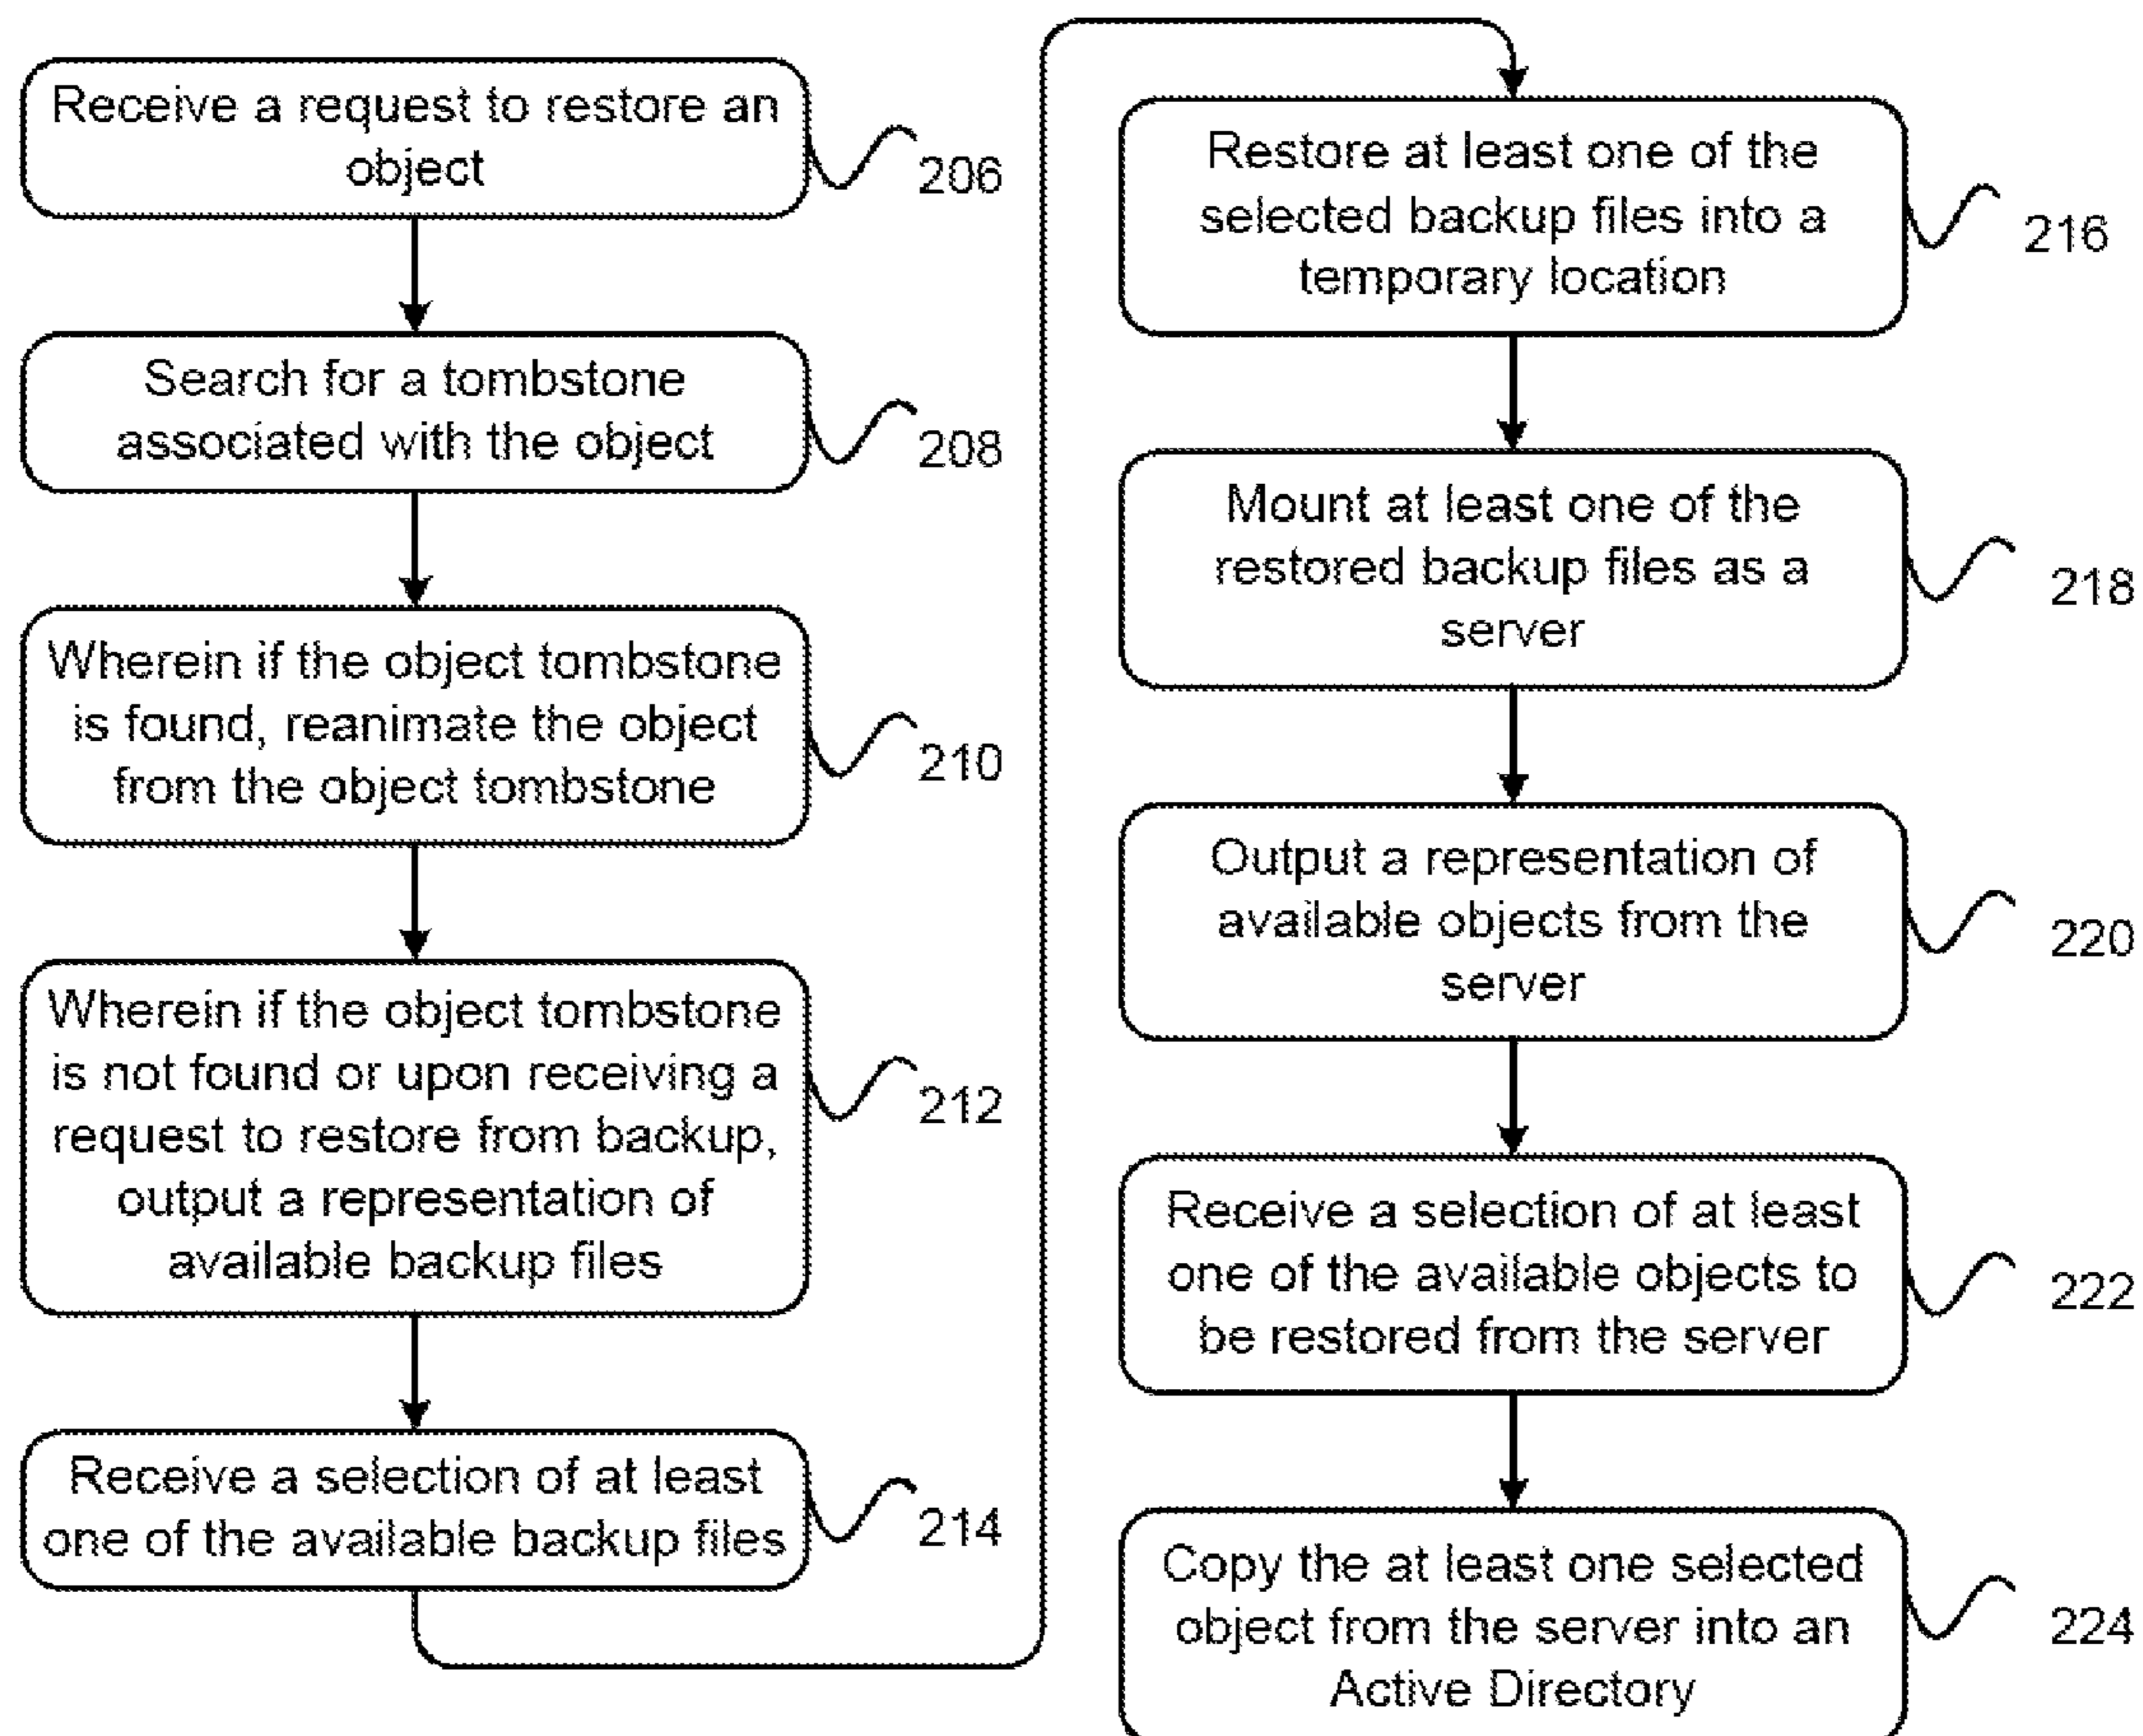 Receive a request to restore an
object
206
Search for a tombstone
associated with the object
208
Wherein if the object tombstone
is found, reanimate the object
from the object tombstone
210
Wherein if the object tombstone
is not found or upon receiving a
request to restore from backup,
output a representation of
available backup files
212
Receive a selection of at least
one of the available backup files
214
Restore at least one of the
selected backup files into a
temporary location
216
Mount at least one of the
restored backup files as a
server
218
Output a representation of
available objects from the
server
220
Receive a selection of at least
one of the available objects to
be restored from the server
222
Copy the at least one selected
object from the server into an
Active Directory
224